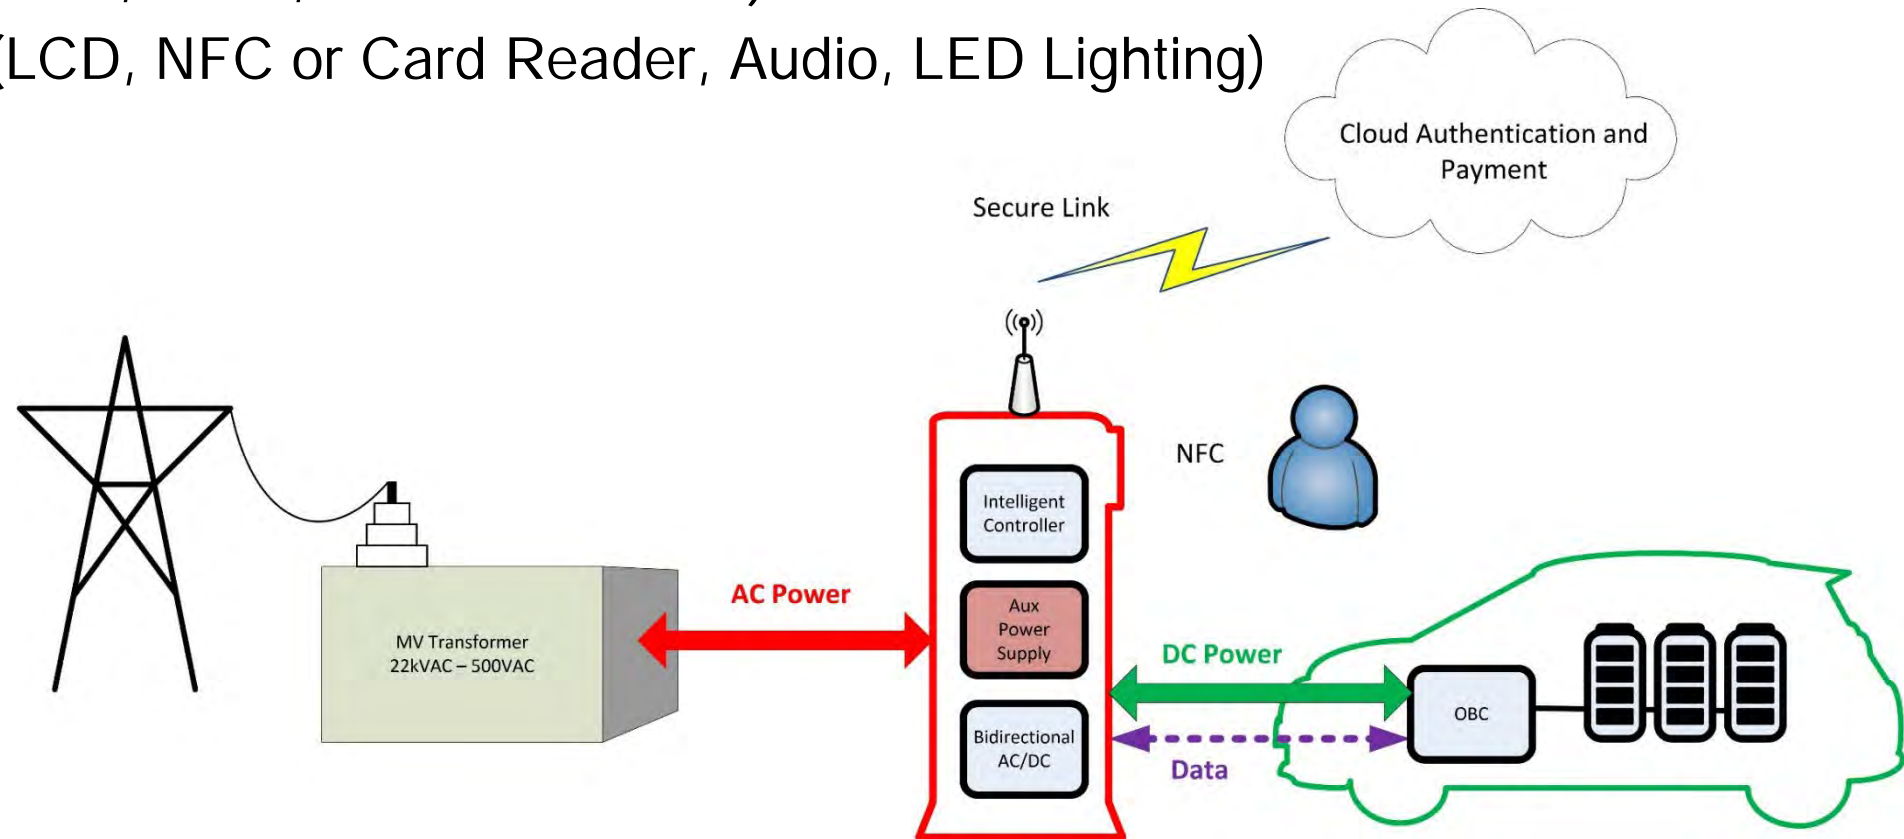 (LCD, NFC or Card Reader, Audio, LED Lighting)
Cloud Authentication and
Payment
Secure Link
NFC
Intelligent
Controller
AC Power
Aux
Power
Supply
MV Transformer
22kVAC – 500VAC
DC Power
OBC
Bidirectional
AC/DC
Data